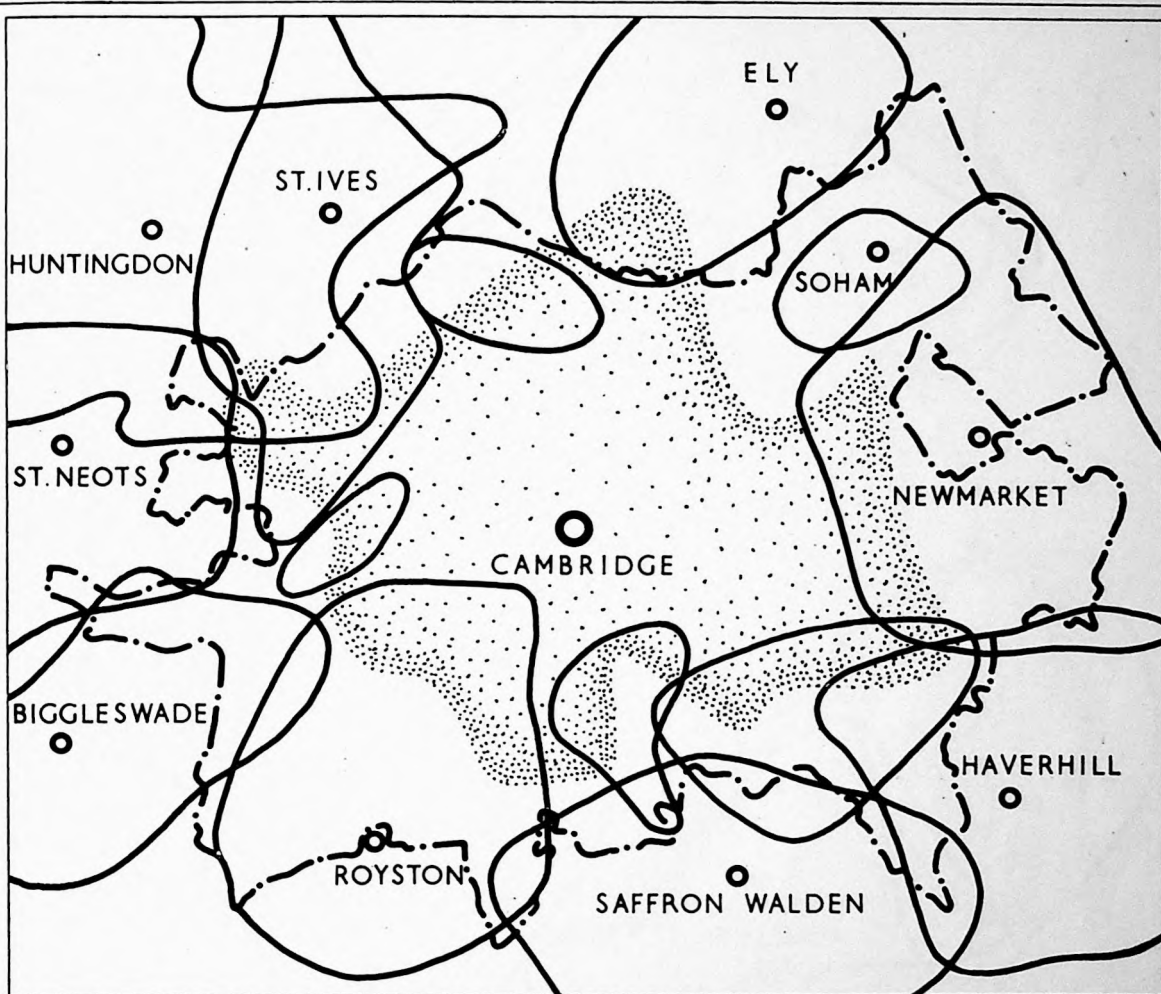 ELY
ST. IVES
HUNTINGDON
SOHAM
ST. NEOTS
NEWMARKET
CAMBRIDGE
BIGGLESWADE
HAVERHILL
ROYSTON
SAFFRON WALDEN